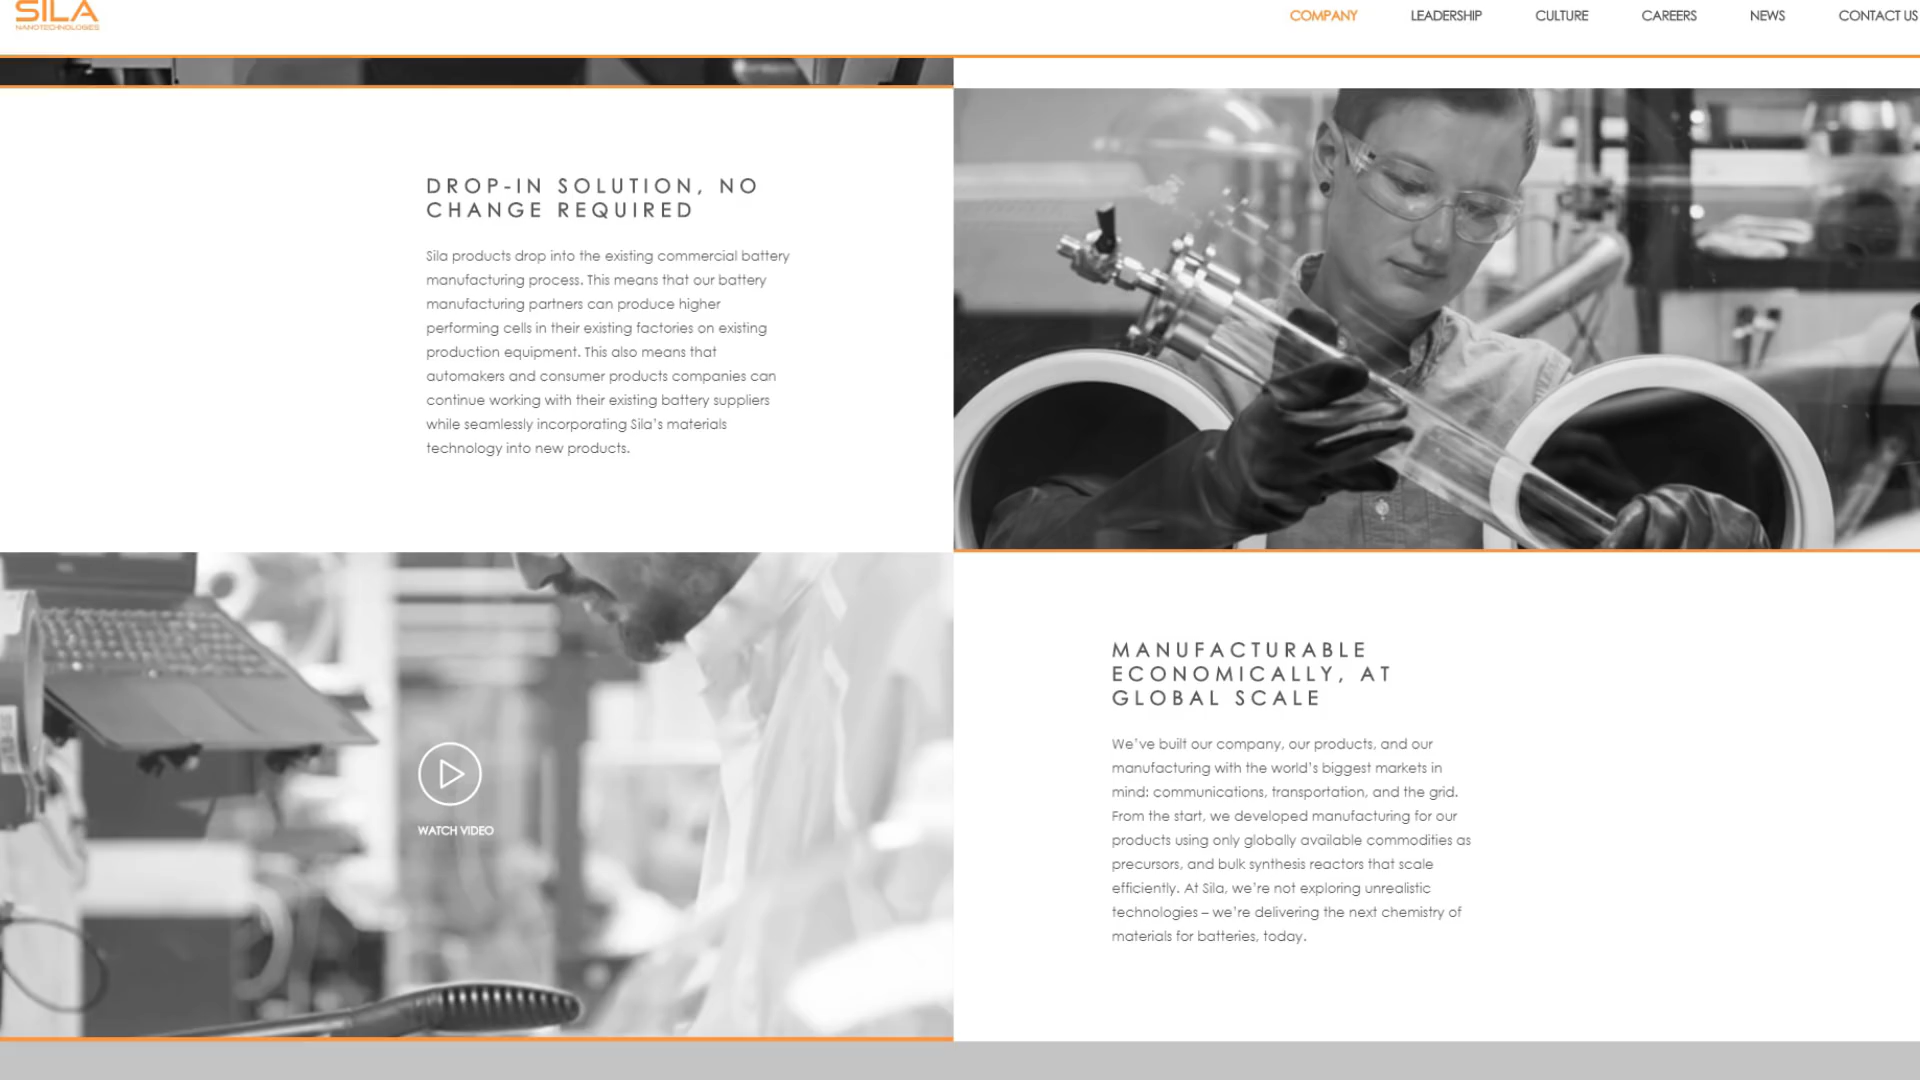 SILA
NANOTECHNOLOGIES
COMPANY
LEADERSHIP
CULTURE
CAREERS
NEWS
CONTACT US
DROP-IN SOLUTION, NO
CHANGE REQUIRED
Sila products drop into the existing commercial battery
manufacturing process. This means that our battery
manufacturing partners can produce higher
performing cells in their existing factories on existing
production equipment. This also means that
automakers and consumer products companies can
continue working with their existing battery suppliers
while seamlessly incorporating Sila’s materials
technology into new products.
WATCH VIDEO
MANUFACTURABLE
ECONOMICALLY, AT
GLOBAL SCALE
We’ve built our company, our products, and our
manufacturing with the world’s biggest markets in
mind: communications, transportation, and the grid.
From the start, we developed manufacturing for our
products using only globally available commodities as
precursors, and bulk synthesis reactors that scale
efficiently. At Sila, we’re not exploring unrealistic
technologies – we’re delivering the next chemistry of
materials for batteries, today.